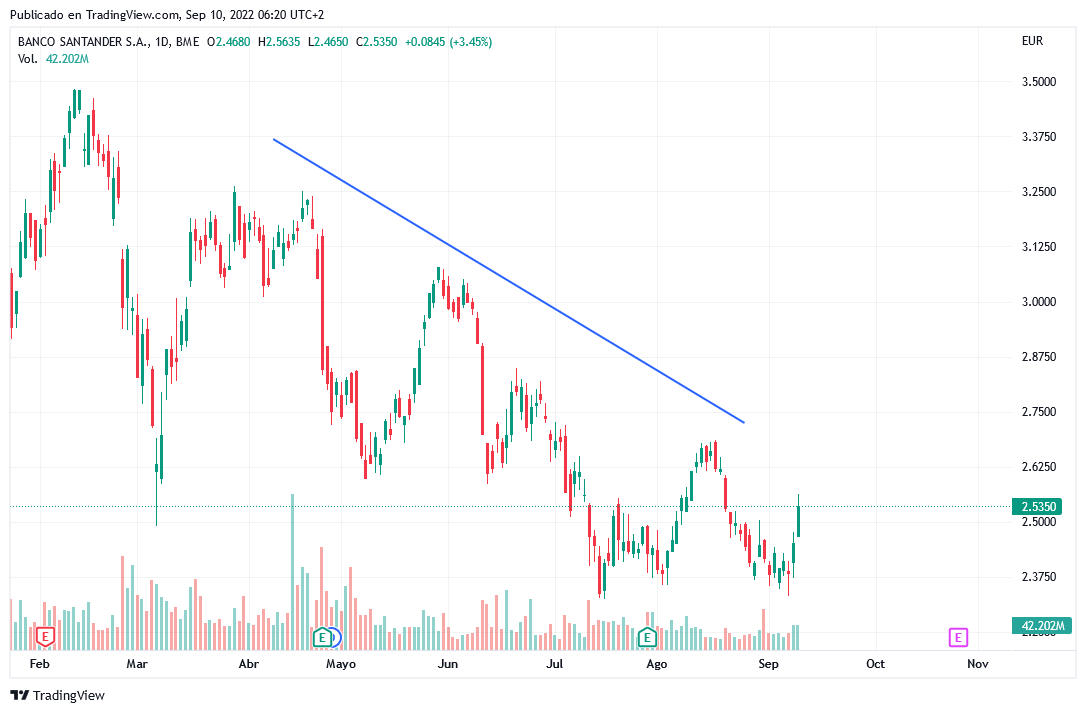 Publicado en TradingView.com, Sep 10, 2022 06:20 UTC+2
BANCO SANTANDER S.A., 1D, BME O2.4680 H2.5635 L2.4650 C2.5350 +0.0845 (+3.45%)
Vol. 42.202M
EUR
3.5000
3.3750
3.2500
3.1250
3.0000
2.8750
2.7500
2.6250
2.5350
2.5000
2.3750
42.202M
E
E
E
E
Feb Mar Abr Mayo Jun Jul Ago Sep Oct Nov
TradingView